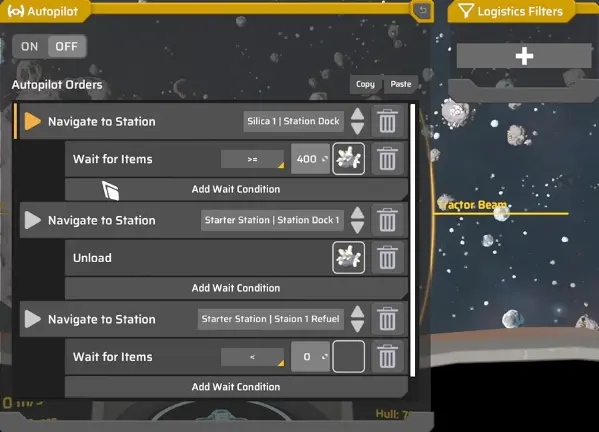 Autopilot
Logistics Filters
ON OFF
Autopilot Orders
Copy
Paste
Navigate to Station
Silica 1 | Station Dock
Wait for Items
>=
400
Add Wait Condition
Navigate to Station
Starter Station | Station Dock 1
Unload
Add Wait Condition
Navigate to Station
Starter Station | Staion 1 Refuel
Wait for Items
<
0
Add Wait Condition
ractor Beam
0 m/s
Hull: